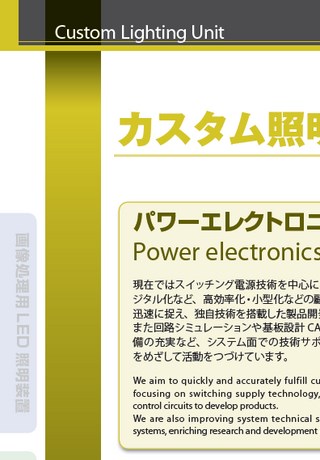 Custom Lighting Unit
カスタム照明
パワーエレクトロニ
Power electronics
現在ではスイッチング電源技術を中心に
ジタル化など、高効率化・小型化などの顧
迅速に捉え、独自技術を搭載した製品開
また回路シミュレーションや基板設計 CA
備の充実など、システム面での技術サポ
をめざして活動をつづけています。
We aim to quickly and accurately fulfill cu
focusing on switching supply technology,
control circuits to develop products.
We are also improving system technical s
systems, enriching research and development
画像処理用 LED 照明装置